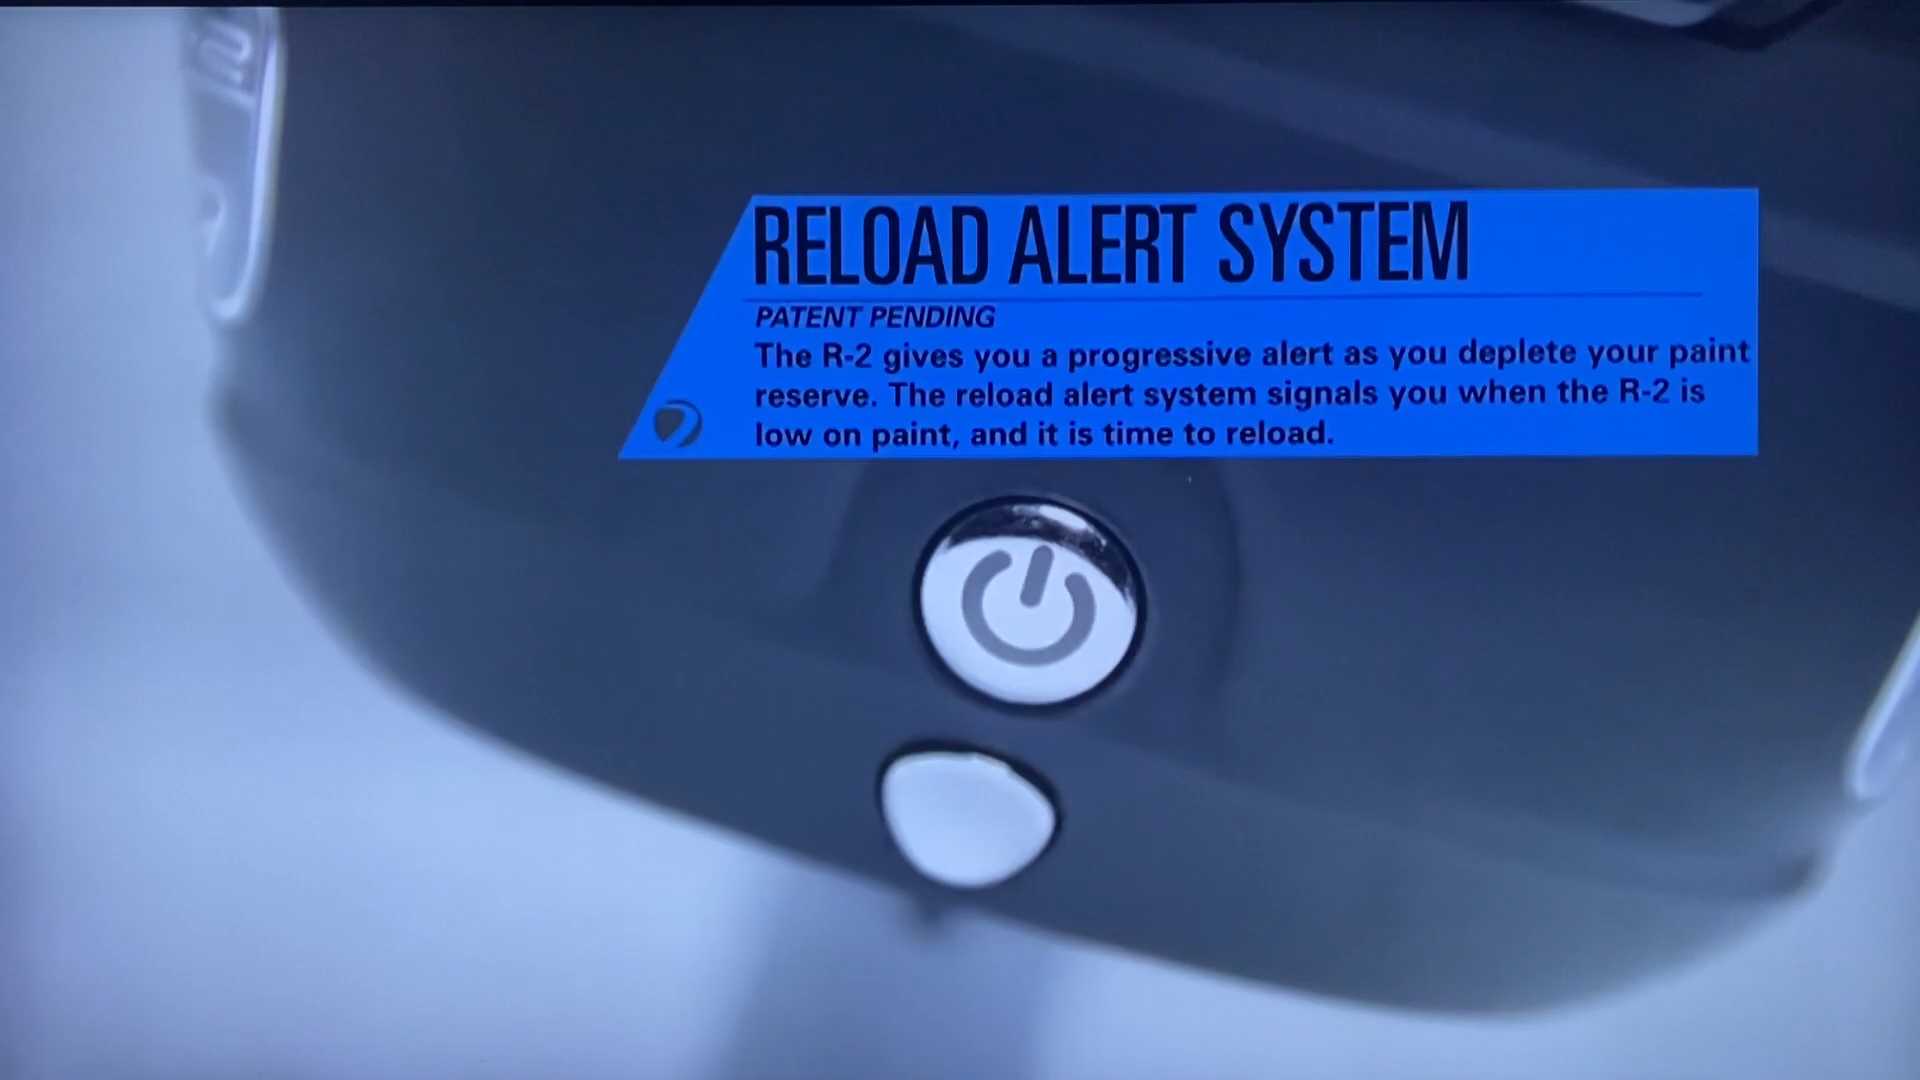 RELOAD ALERT SYSTEM
PATENT PENDING
The R-2 gives you a progressive alert as you deplete your paint
reserve. The reload alert system signals you when the R-2 is
low on paint, and it is time to reload.